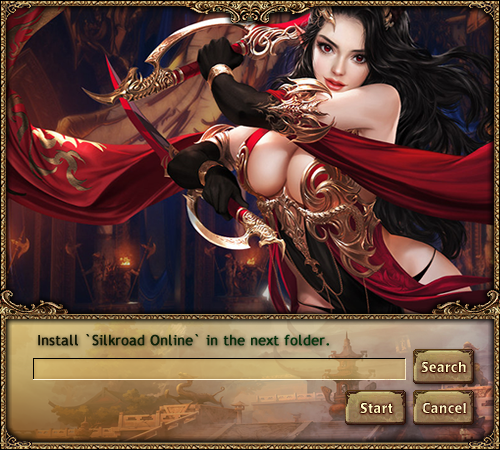 Install `Silkroad Online` in the next folder.
Search
Start
Cancel